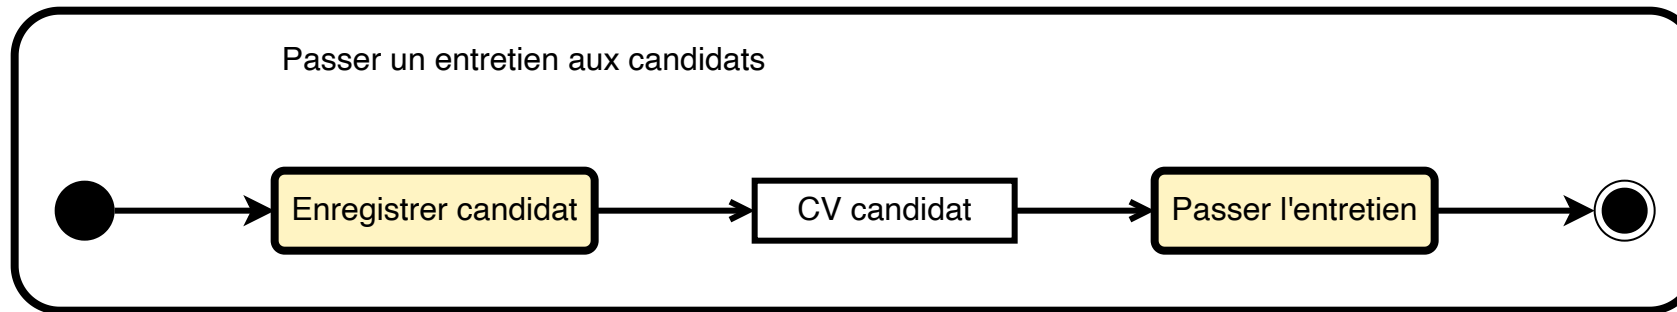 Passer un entretien aux candidats
Enregistrer candidat
CV candidat
Passer l'entretien